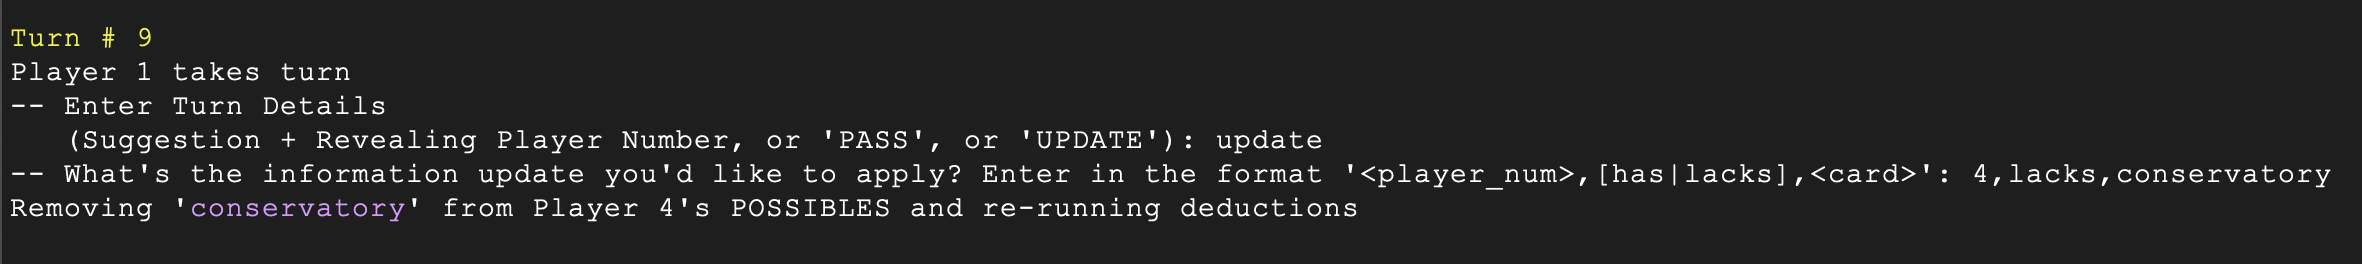 Turn # 9
Player 1 takes turn
-- Enter Turn Details
(Suggestion + Revealing Player Number, or 'PASS', or 'UPDATE'): update
-- What's the information update you'd like to apply? Enter in the format '<player_num>,[has|lacks],<card>': 4,lacks,conservatory
Removing 'conservatory' from Player 4's POSSIBLES and re-running deductions